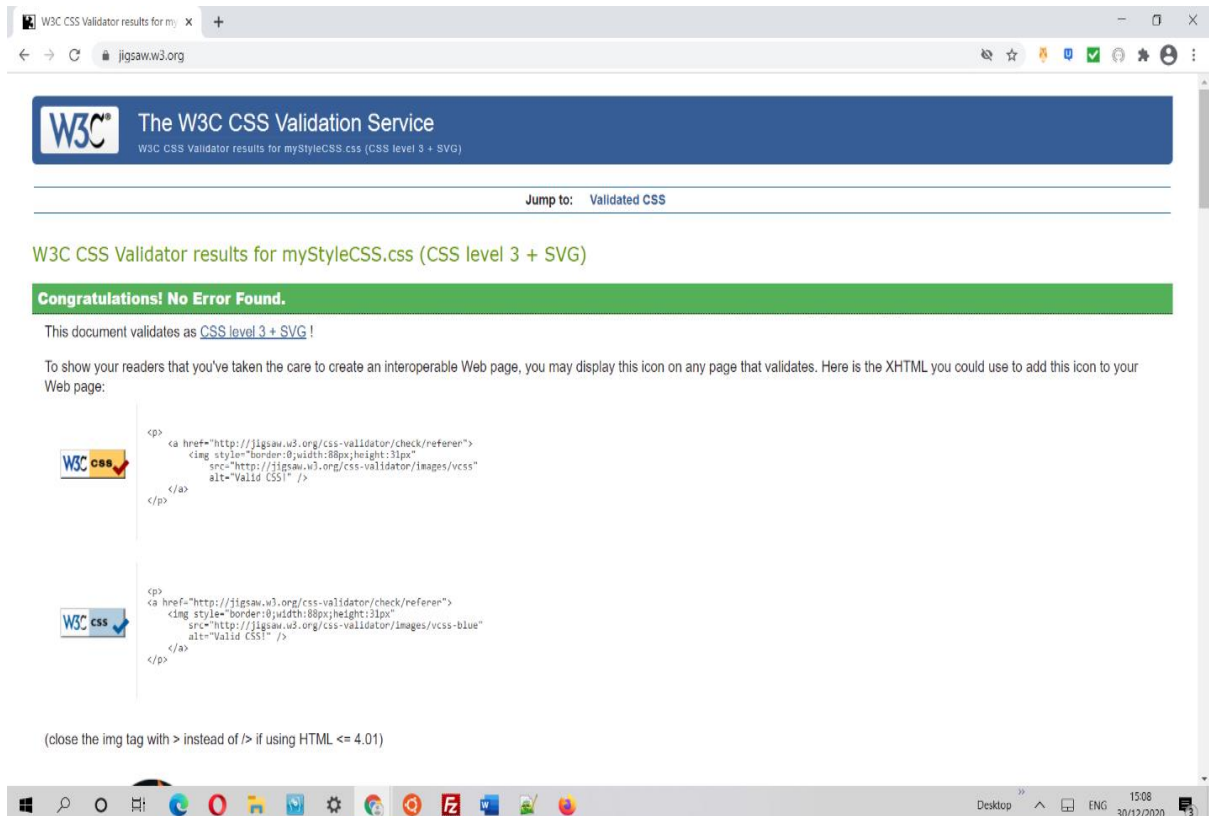 W3C CSS Validator results for my
jigsaw.w3.org
W3C®
The W3C CSS Validation Service
W3C CSS Validator results for myStyleCSS.css (CSS level 3 + SVG)
Jump to: Validated CSS
W3C CSS Validator results for myStyleCSS.css (CSS level 3 + SVG)
Congratulations! No Error Found.
This document validates as CSS level 3 + SVG !
To show your readers that you've taken the care to create an interoperable Web page, you may display this icon on any page that validates. Here is the XHTML you could use to add this icon to your
Web page:
W3C css
<p>
<a href="http://jigsaw.w3.org/css-validator/check/referer">
<img style="border:0;width:88px;height:31px"
src="http://jigsaw.w3.org/css-validator/images/vcss"
alt="Valid CSS!" />
</a>
</p>
W3C css
<p>
<a href="http://jigsaw.w3.org/css-validator/check/referer">
<img style="border:0;width:88px;height:31px"
src="http://jigsaw.w3.org/css-validator/images/vcss-blue"
alt="Valid CSS!" />
</a>
</p>
(close the img tag with > instead of /> if using HTML <= 4.01)
Desktop
ENG
15:08
30/12/2020
3